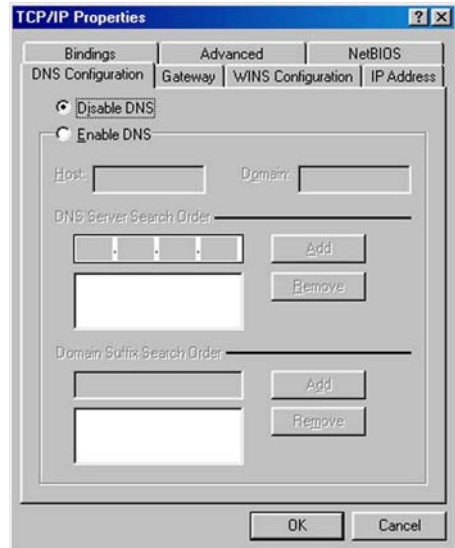 TCP/IP Properties
Bindings Advanced NetBIOS
DNS Configuration Gateway WINS Configuration IP Address
Disable DNS
Enable DNS
Host: Domain:
DNS Server Search Order
Add
Remove
Domain Suffix Search Order
Add
Remove
OK Cancel